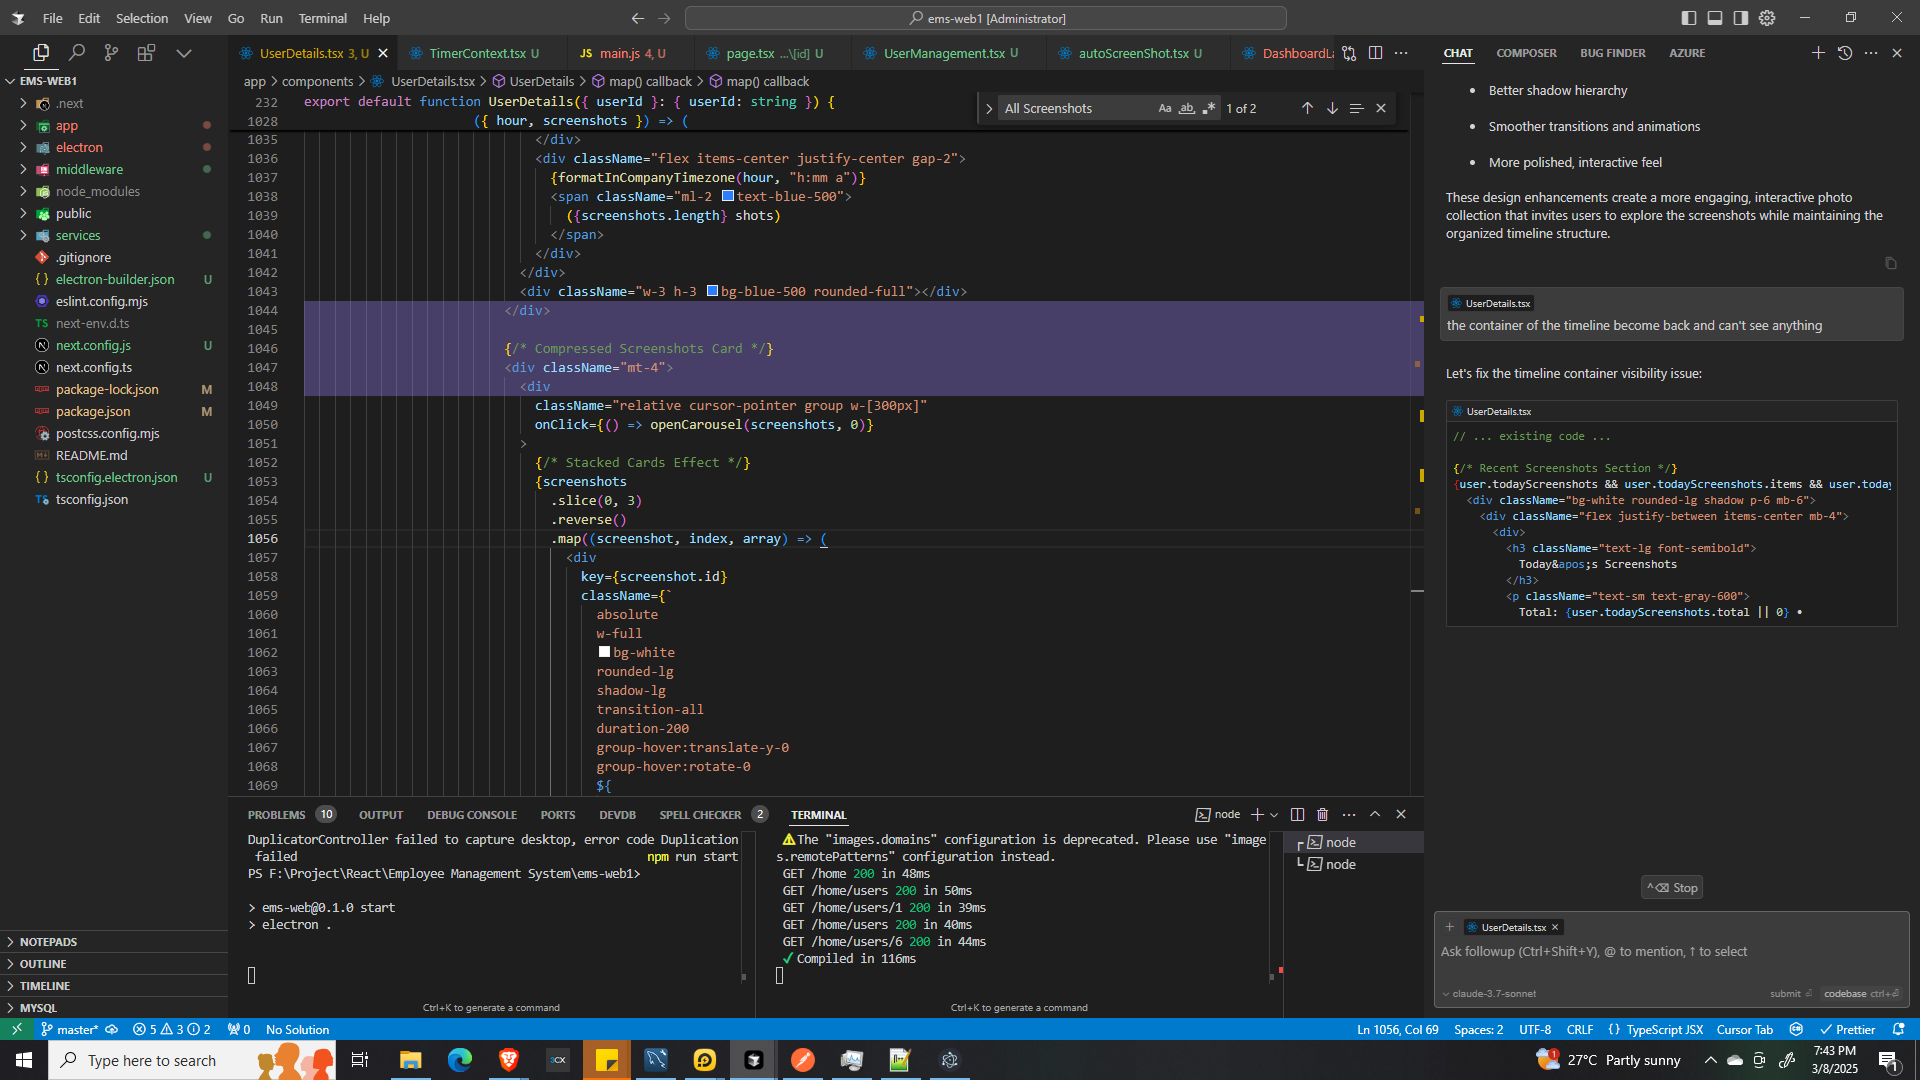 File Edit Selection View Go Run Terminal Help
ems-web1 [Administrator]
UserDetails.tsx 3, U
TimerContext.tsx U
JS main.js 4, U
page.tsx ...\[id] U
UserManagement.tsx U
autoScreenShot.tsx U
DashboardLa
CHAT COMPOSER BUG FINDER AZURE
EMS-WEB1
.next
app
electron
middleware
node_modules
public
services
.gitignore
{} electron-builder.json U
eslint.config.mjs
TS next-env.d.ts
next.config.js U
next.config.ts
package-lock.json M
package.json M
postcss.config.mjs
README.md
{} tsconfig.electron.json U
tsconfig.json
NOTEPADS
OUTLINE
TIMELINE
MYSQL
app > components > UserDetails.tsx > UserDetails > map() callback > map() callback
All Screenshots Aa ab 1 of 2
232 export default function UserDetails({ userId }: { userId: string }) {
1028 ({ hour, screenshots }) => (
1035 </div>
1036 <div className="flex items-center justify-center gap-2">
1037 {formatInCompanyTimezone(hour, "h:mm a")}
1038 <span className="ml-2 text-blue-500">
1039 ({screenshots.length} shots)
1040 </span>
1041 </div>
1042 </div>
1043 <div className="w-3 h-3 bg-blue-500 rounded-full"></div>
1044 </div>
1045
1046 {/* Compressed Screenshots Card */}
1047 <div className="mt-4">
1048 <div
1049 className="relative cursor-pointer group w-[300px]"
1050 onClick={() => openCarousel(screenshots, 0)}
1051 >
1052 {/* Stacked Cards Effect */}
1053 {screenshots
1054 .slice(0, 3)
1055 .reverse()
1056 .map((screenshot, index, array) => (
1057 <div
1058 key={screenshot.id}
1059 className={`
1060 absolute
1061 w-full
1062 bg-white
1063 rounded-lg
1064 shadow-lg
1065 transition-all
1066 duration-200
1067 group-hover:translate-y-0
1068 group-hover:rotate-0
1069 ${
PROBLEMS 10 OUTPUT DEBUG CONSOLE PORTS DEVDB SPELL CHECKER 2 TERMINAL
node
DuplicatorController failed to capture desktop, error code Duplication
failed npm run start
PS F:\Project\React\Employee Management System\ems-web1>
> ems-web@0.1.0 start
> electron .
Ctrl+K to generate a command
The "images.domains" configuration is deprecated. Please use "image
s.remotePatterns" configuration instead.
GET /home 200 in 48ms
GET /home/users 200 in 50ms
GET /home/users/1 200 in 39ms
GET /home/users 200 in 40ms
GET /home/users/6 200 in 44ms
✓ Compiled in 116ms
Ctrl+K to generate a command
node
node
• Better shadow hierarchy
• Smoother transitions and animations
• More polished, interactive feel
These design enhancements create a more engaging, interactive photo
collection that invites users to explore the screenshots while maintaining the
organized timeline structure.
UserDetails.tsx
the container of the timeline become back and can't see anything
Let's fix the timeline container visibility issue:
UserDetails.tsx
// ... existing code ...
{/* Recent Screenshots Section */}
{user.todayScreenshots && user.todayScreenshots.items && user.today
<div className="bg-white rounded-lg shadow p-6 mb-6">
<div className="flex justify-between items-center mb-4">
<div>
<h3 className="text-lg font-semibold">
Today&apos;s Screenshots
</h3>
<p className="text-sm text-gray-600">
Total: {user.todayScreenshots.total || 0} •
Stop
UserDetails.tsx
Ask followup (Ctrl+Shift+Y), @ to mention, ↑ to select
claude-3.7-sonnet
submit
codebase ctrl+
master* 5 3 2 0 No Solution
Ln 1056, Col 69 Spaces: 2 UTF-8 CRLF {} TypeScript JSX Cursor Tab Prettier
Type here to search
27°C Partly sunny
7:43 PM
3/8/2025
1